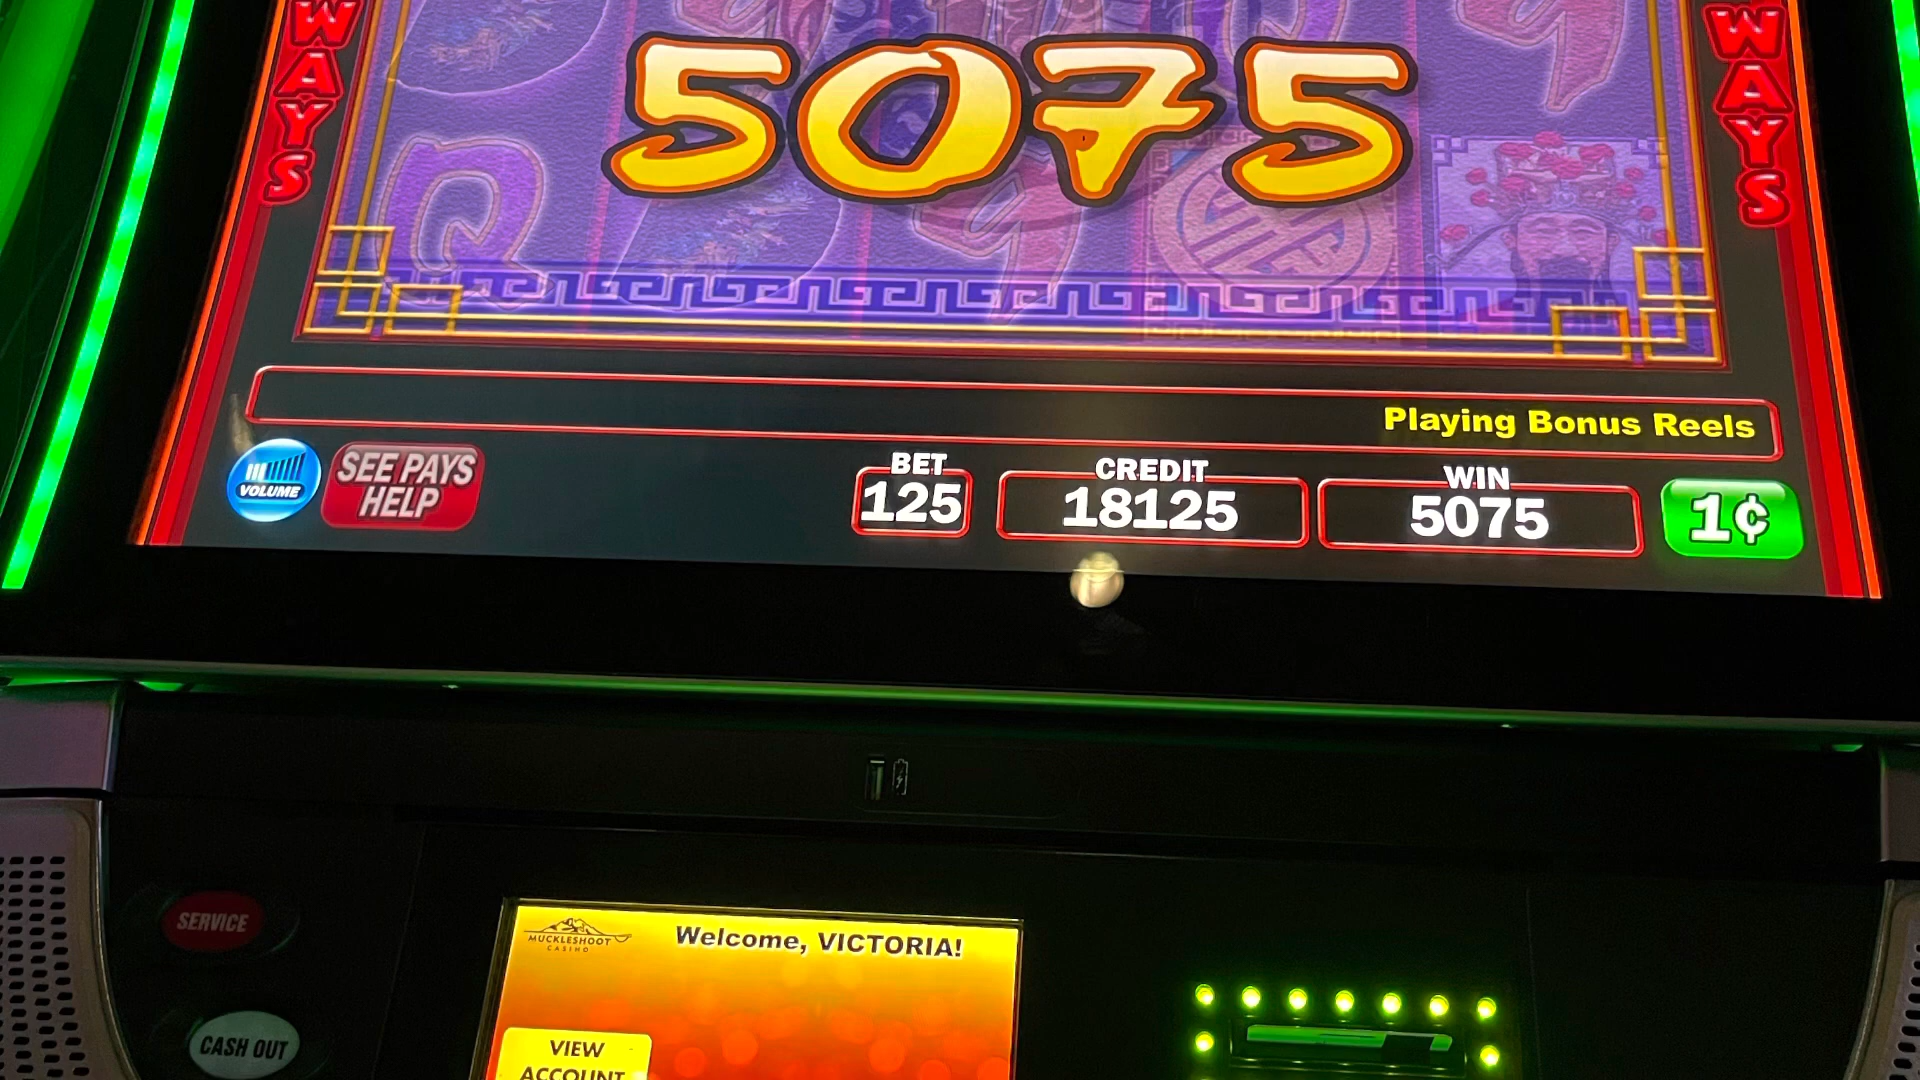 WAYS
WAYS
5075
Playing Bonus Reels
VOLUME
SEE PAYS
HELP
BET
125
CREDIT
18125
WIN
5075
1¢
SERVICE
CASH OUT
MUCKLESHOOT
CASINO
Welcome, VICTORIA!
VIEW
ACCOUNT